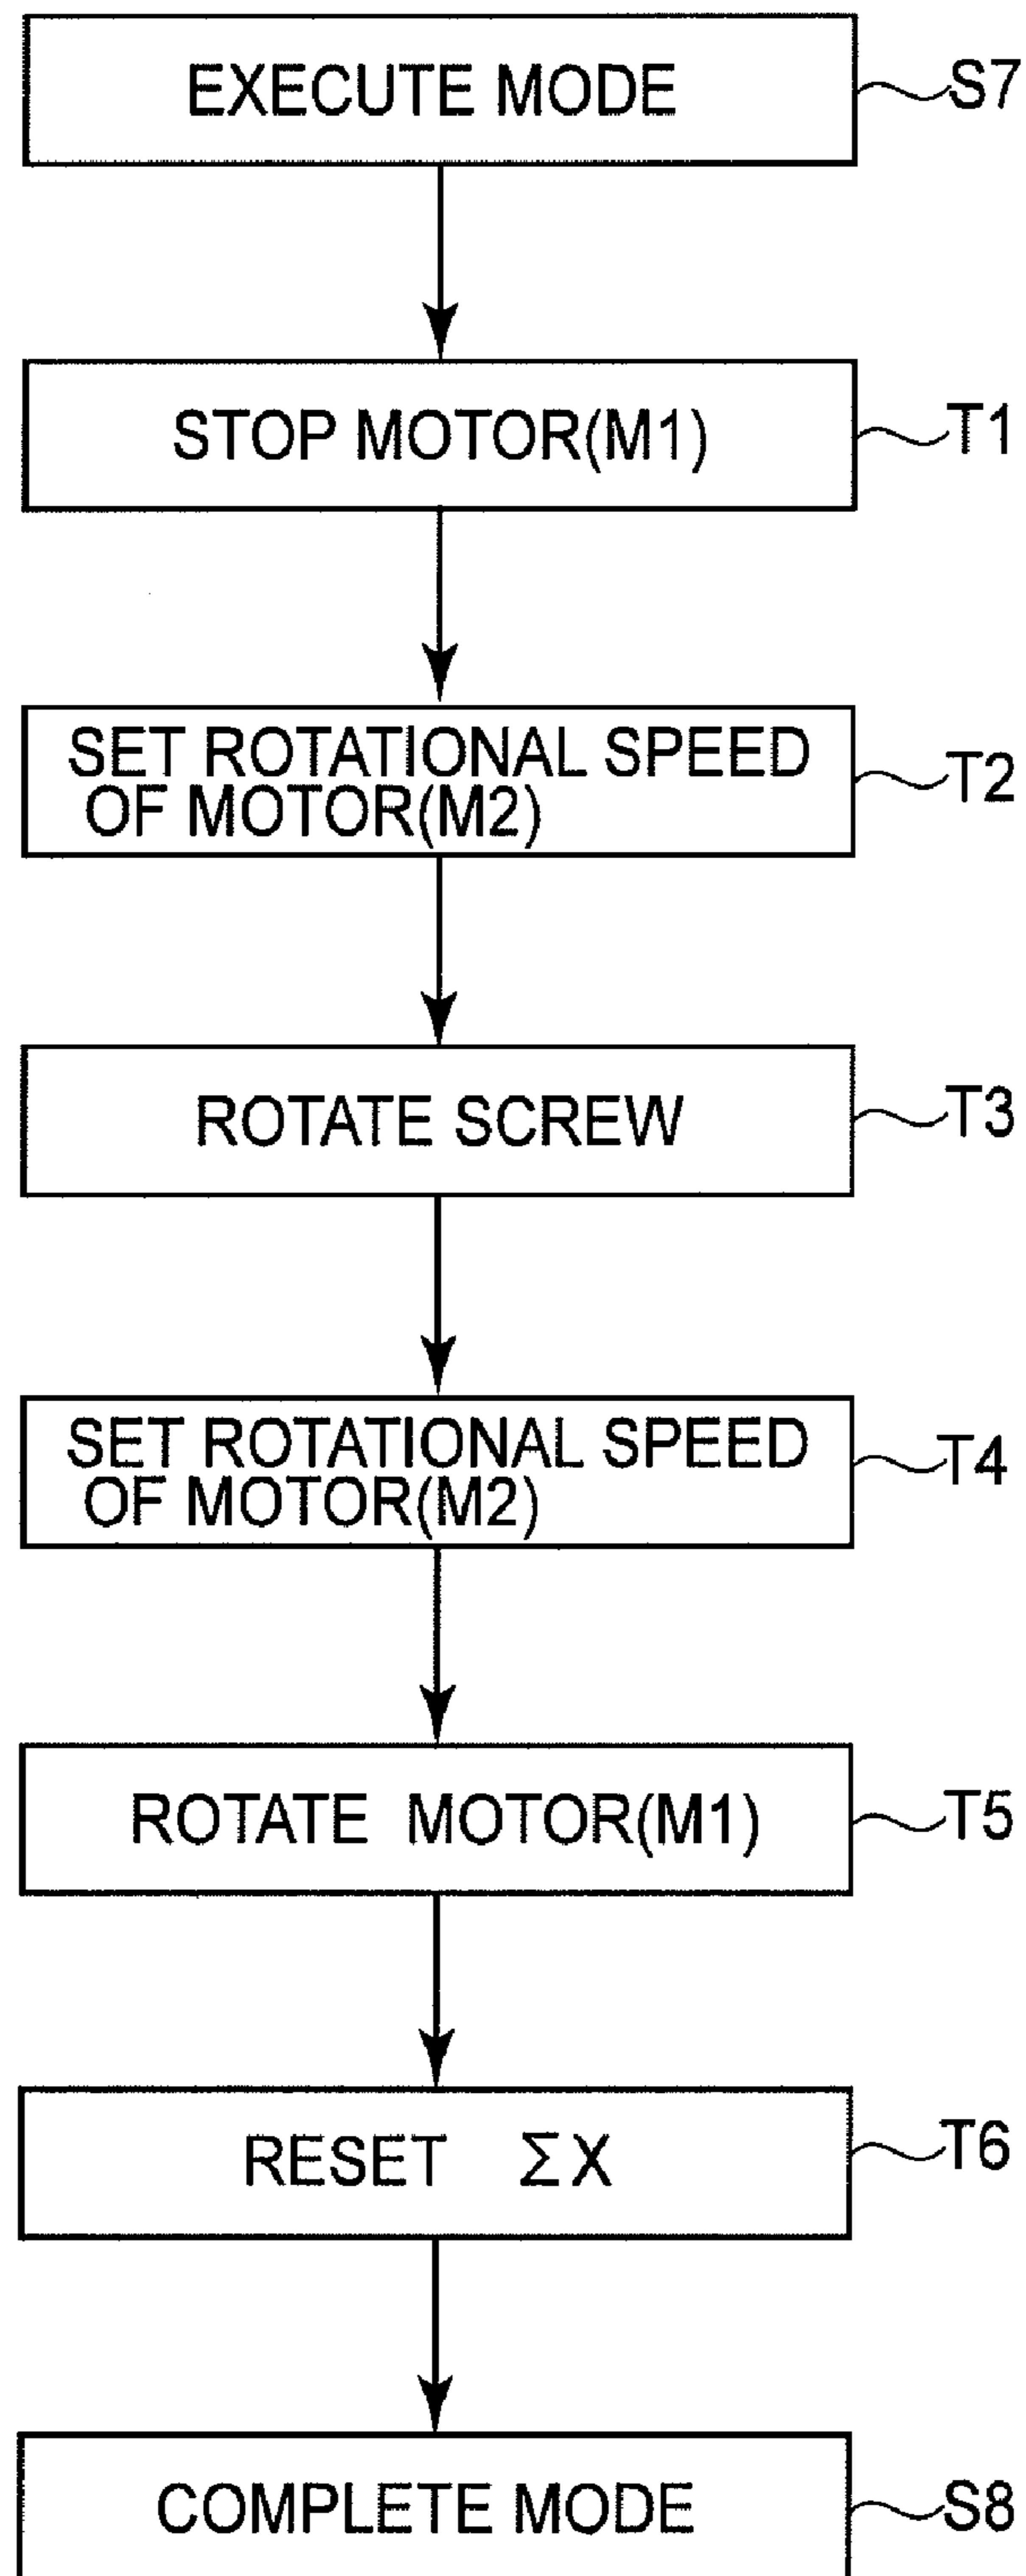 EXECUTE MODE S7
STOP MOTOR(M1) T1
SET ROTATIONAL SPEED
OF MOTOR(M2) T2
ROTATE SCREW T3
SET ROTATIONAL SPEED
OF MOTOR(M2) T4
ROTATE MOTOR(M1) T5
RESET ΣX T6
COMPLETE MODE S8